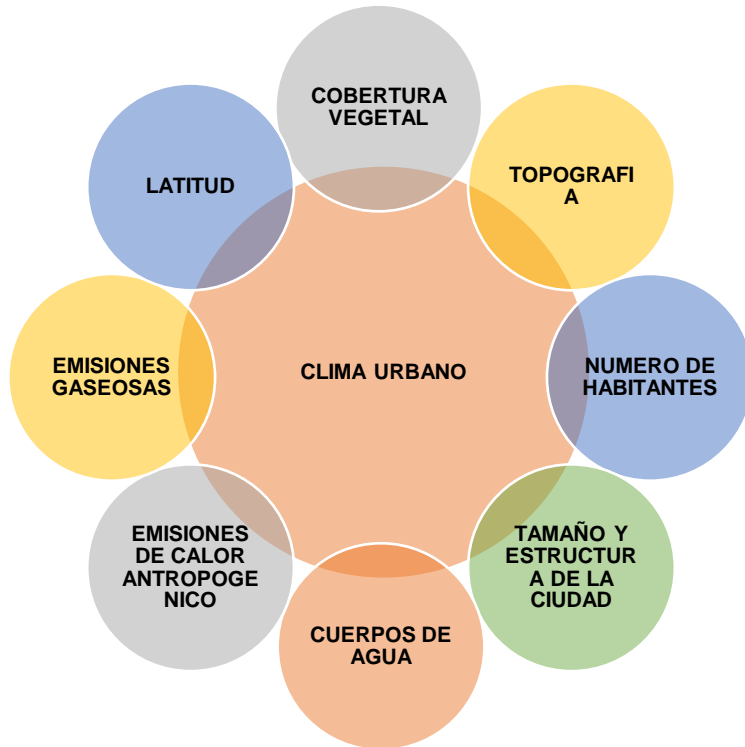 COBERTURA
VEGETAL
LATITUD
TOPOGRAFI
A
EMISIONES
GASEOSAS
CLIMA URBANO
NUMERO DE
HABITANTES
EMISIONES
DE CALOR
ANTROPOGE
NICO
TAMAÑO Y
ESTRUCTUR
A DE LA
CIUDAD
CUERPOS DE
AGUA